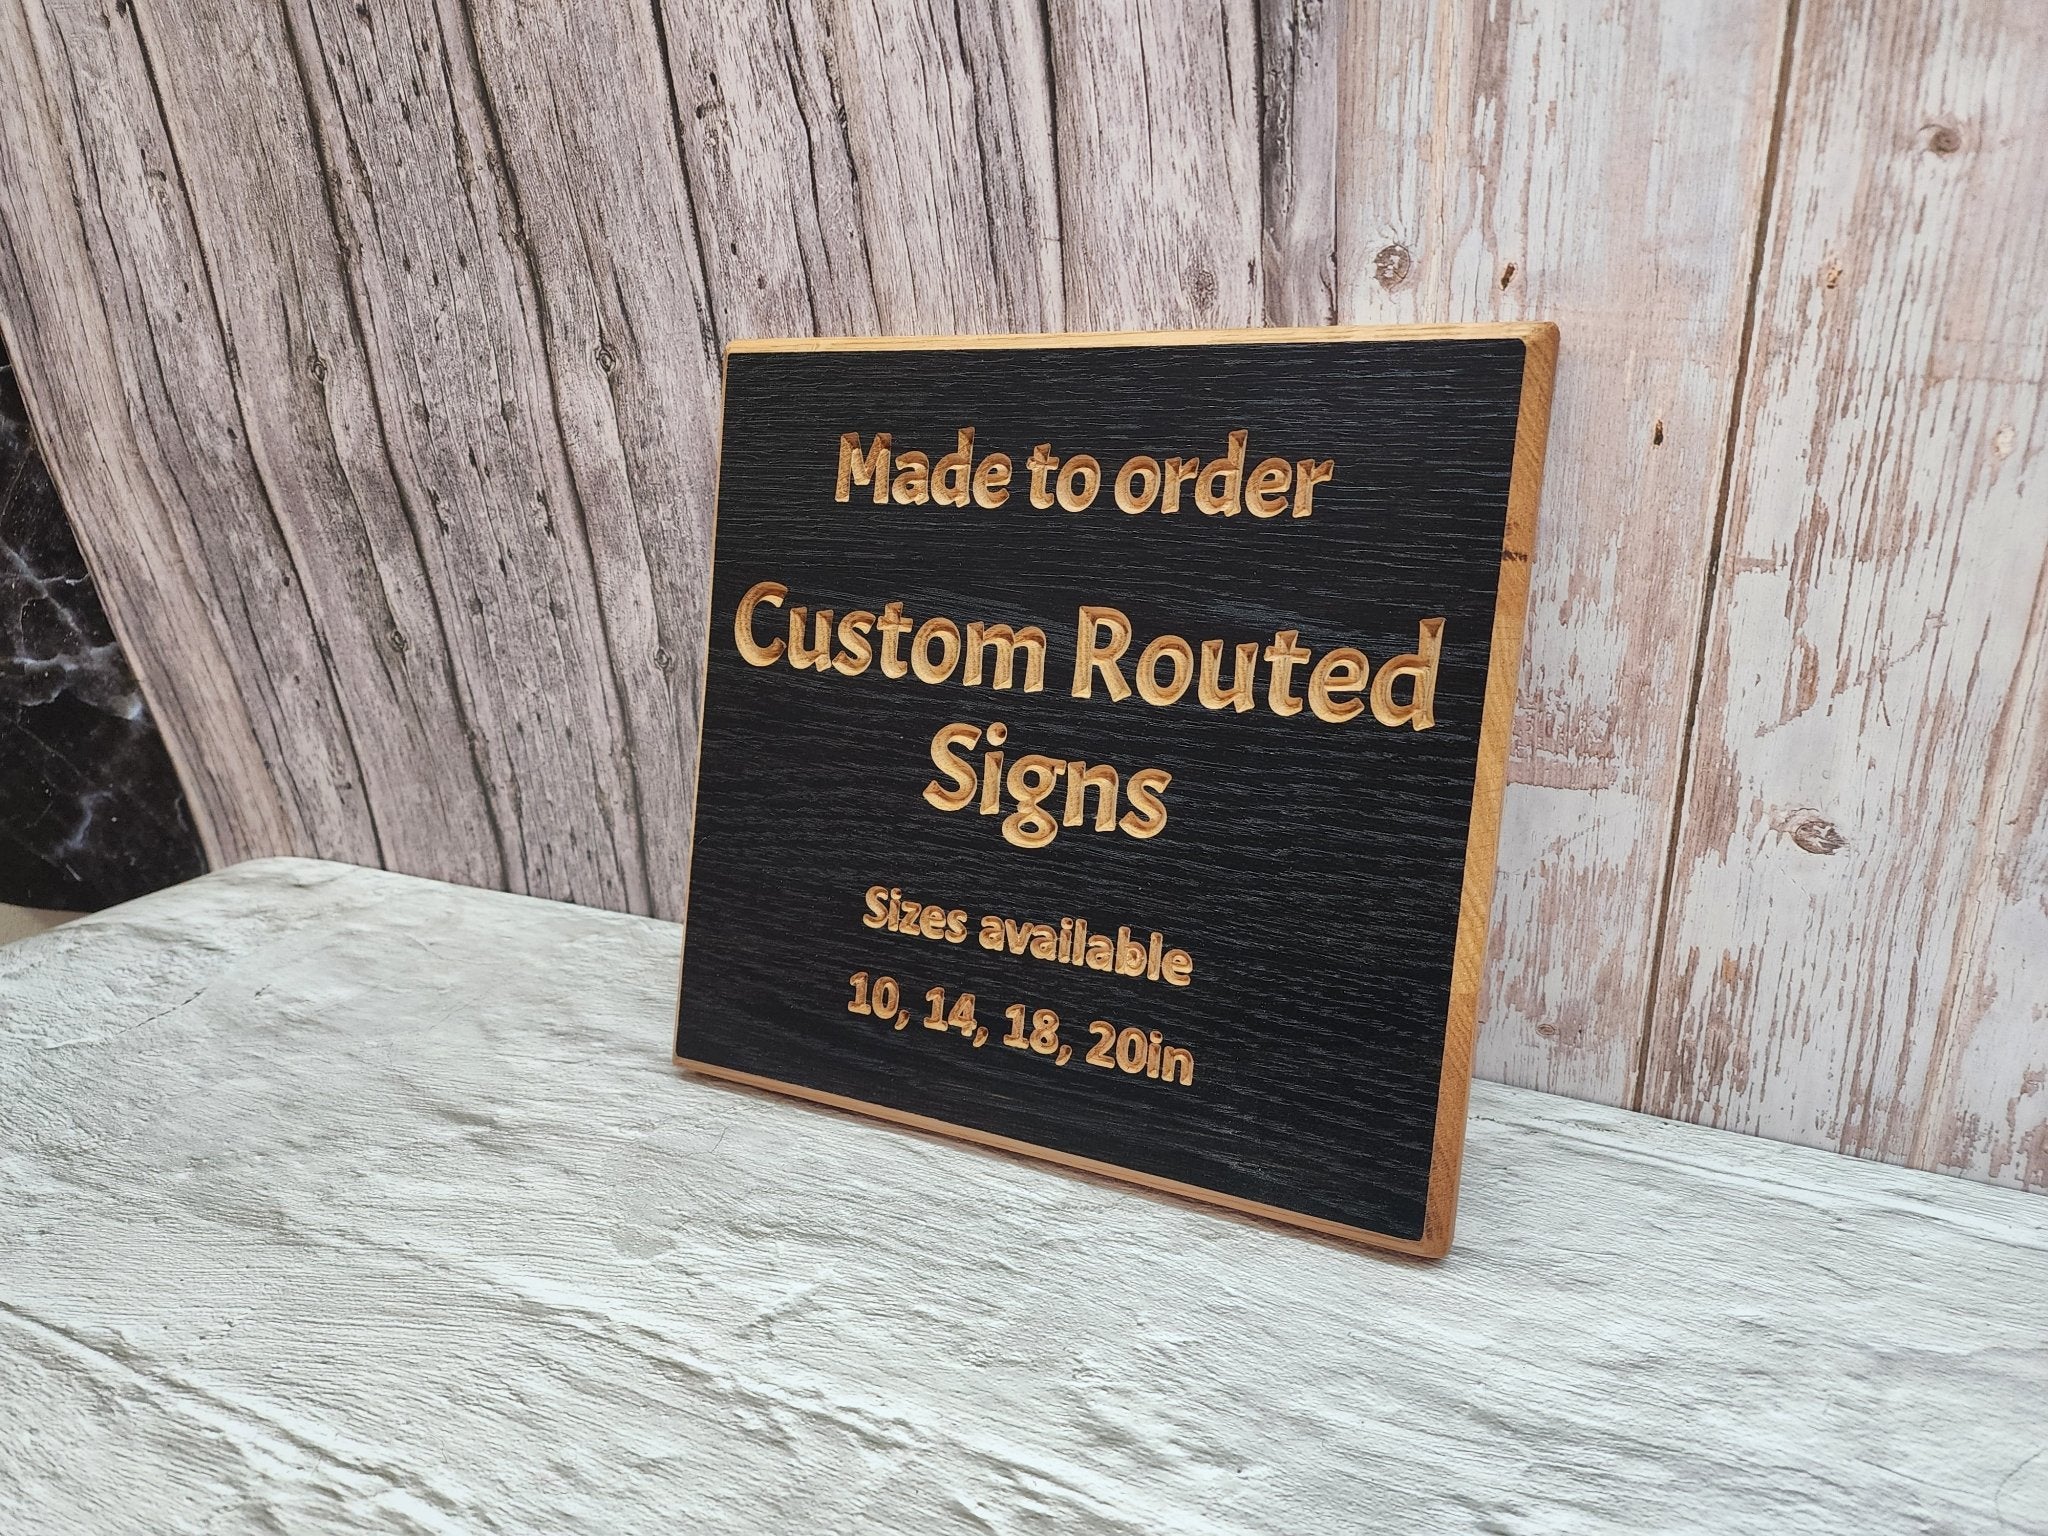 Made to order
Custom Routed
Signs
Sizes available
10, 14, 18, 20in